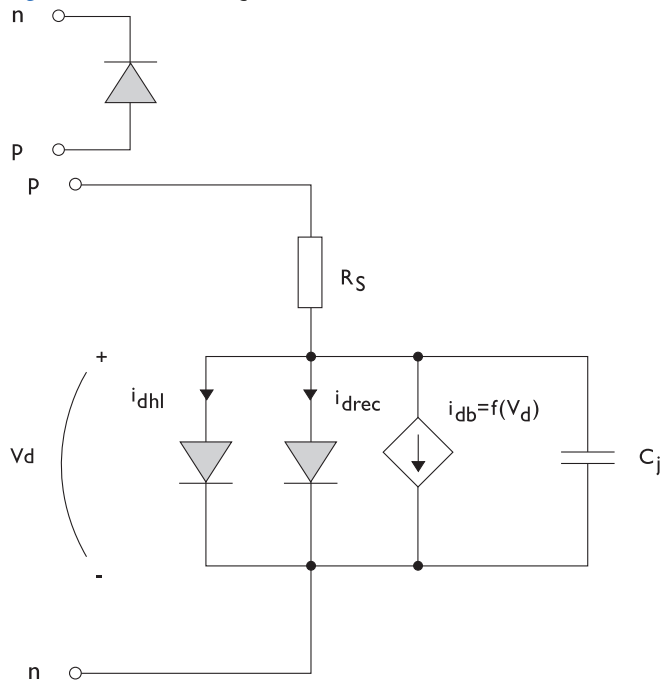 n
p
p
R_S
+
i_dhl
i_drec
i_db=f(V_d)
Vd
C_j
-
n